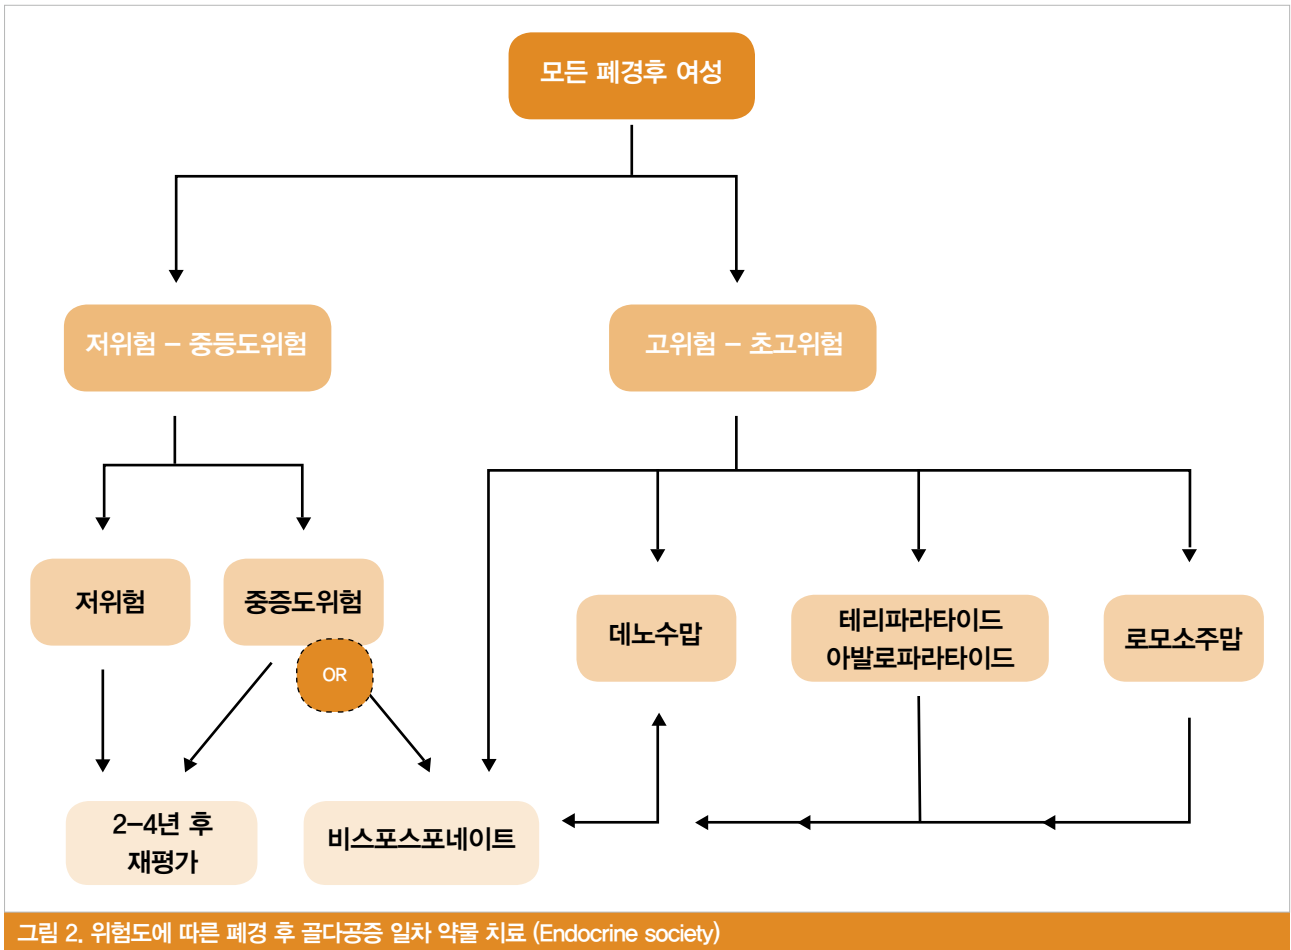 모든 폐경후 여성
저위험 – 중등도위험
고위험 – 초고위험
저위험
중증도위험
OR
데노수맙
테리파라타이드
아발로파라타이드
로모소주맙
2–4년 후
재평가
비스포스포네이트
그림 2. 위험도에 따른 폐경 후 골다공증 일차 약물 치료 (Endocrine society)